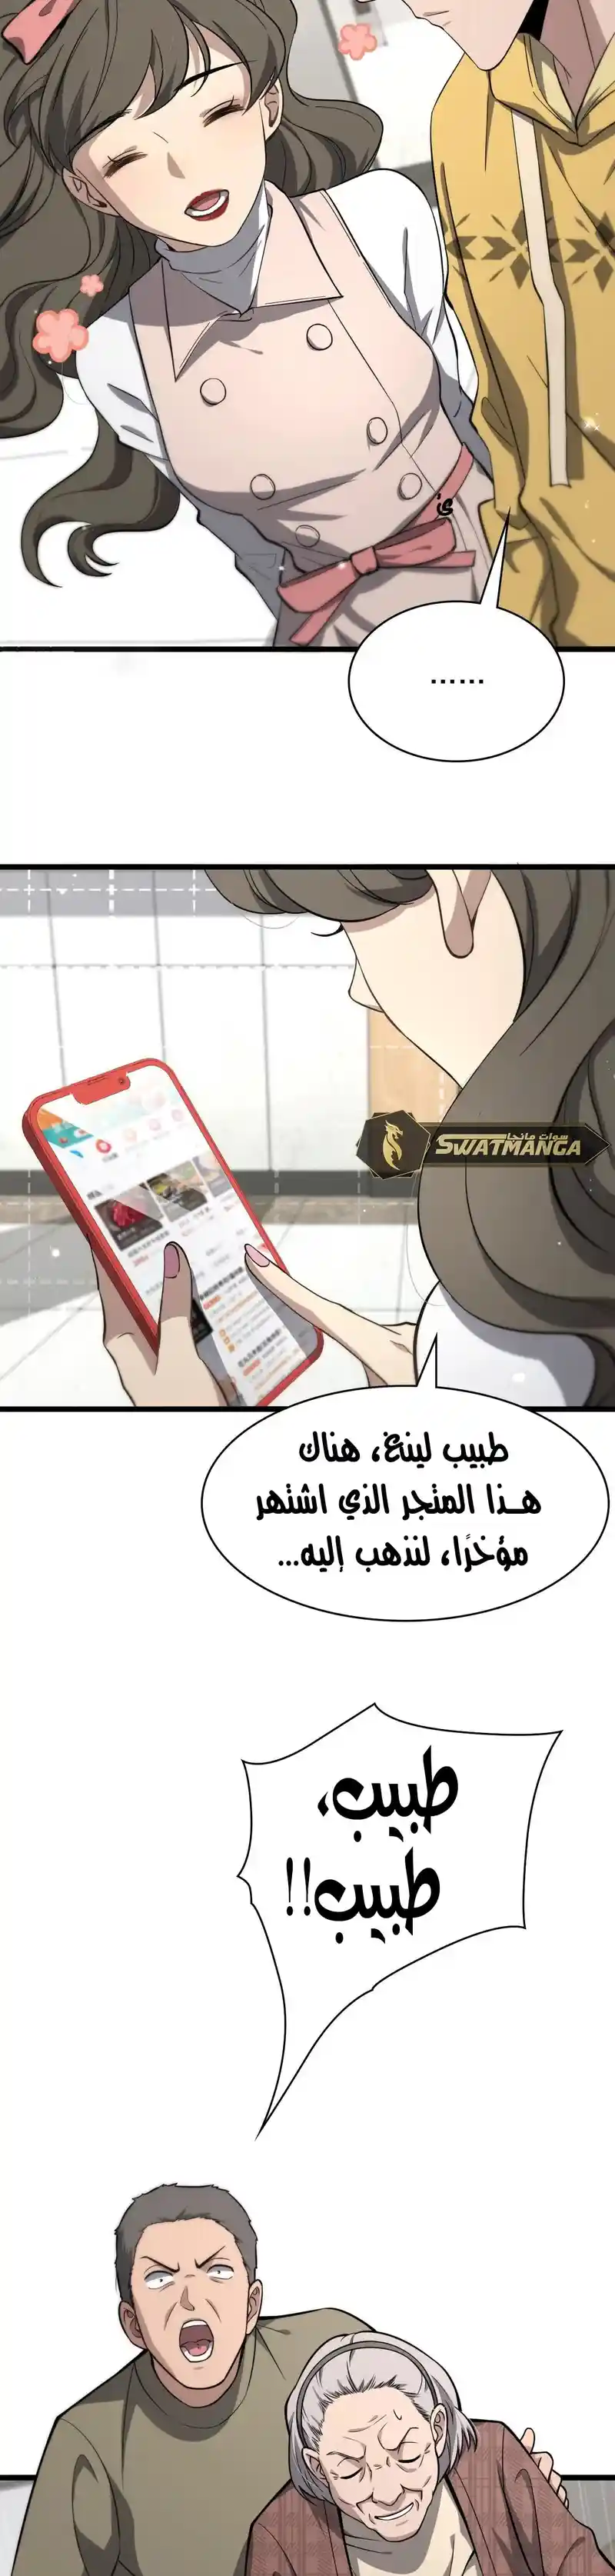 ئ
......
سوات مانجا
SWATMANGA
طبيب لينغ، هناك
هـذا المتجر الذي اشتهر
مؤخرًا، لنذهب إليه...
طبيب،
طبيب!!